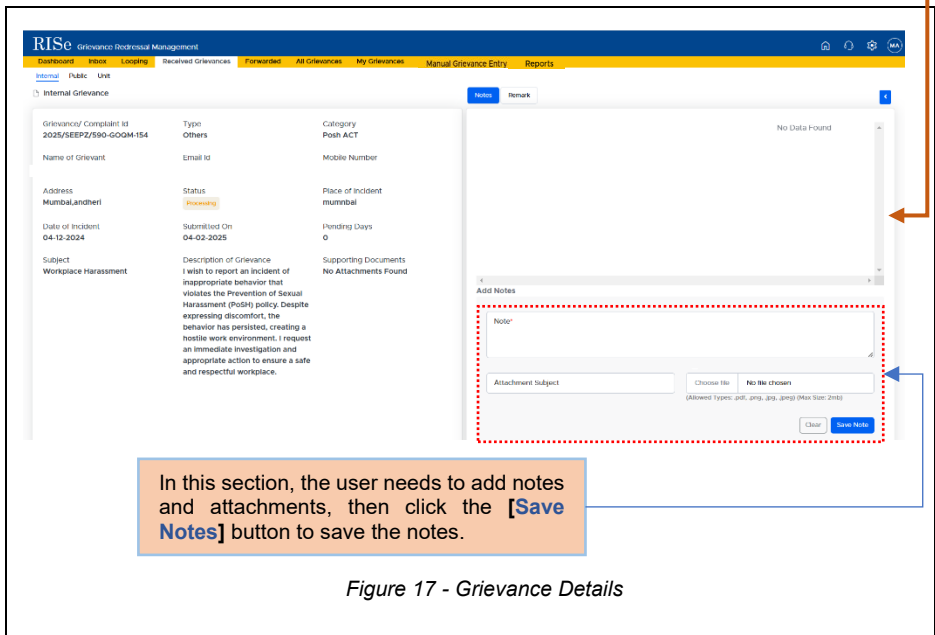 RISe Grievance Redressal Management
MA
Dashboard Inbox Looping Received Grievances Forwarded All Grievances My Grievances Manual Grievance Entry Reports
Internal Public Unit
Internal Grievance
Notes Remark
Grievance/ Complaint Id Type Category
2025/SEEPZ/590-GOQM-154 Others Posh ACT
Name of Grievant Email Id Mobile Number
Address Status Place of Incident
Mumbai,andheri Processing mumnbai
Date of Incident Submitted On Pending Days
04-12-2024 04-02-2025 0
Subject Description of Grievance Supporting Documents
Workplace Harassment I wish to report an incident of No Attachments Found
inappropriate behavior that
violates the Prevention of Sexual
Harassment (PoSH) policy. Despite
expressing discomfort, the
behavior has persisted, creating a
hostile work environment. I request
an immediate investigation and
appropriate action to ensure a safe
and respectful workplace.
No Data Found
Add Notes
Note*
Attachment Subject Choose file No file chosen
(Allowed Types: .pdf, .png, .jpg, .jpeg) (Max Size: 2mb)
Clear Save Note
In this section, the user needs to add notes
and attachments, then click the [Save
Notes] button to save the notes.
Figure 17 - Grievance Details